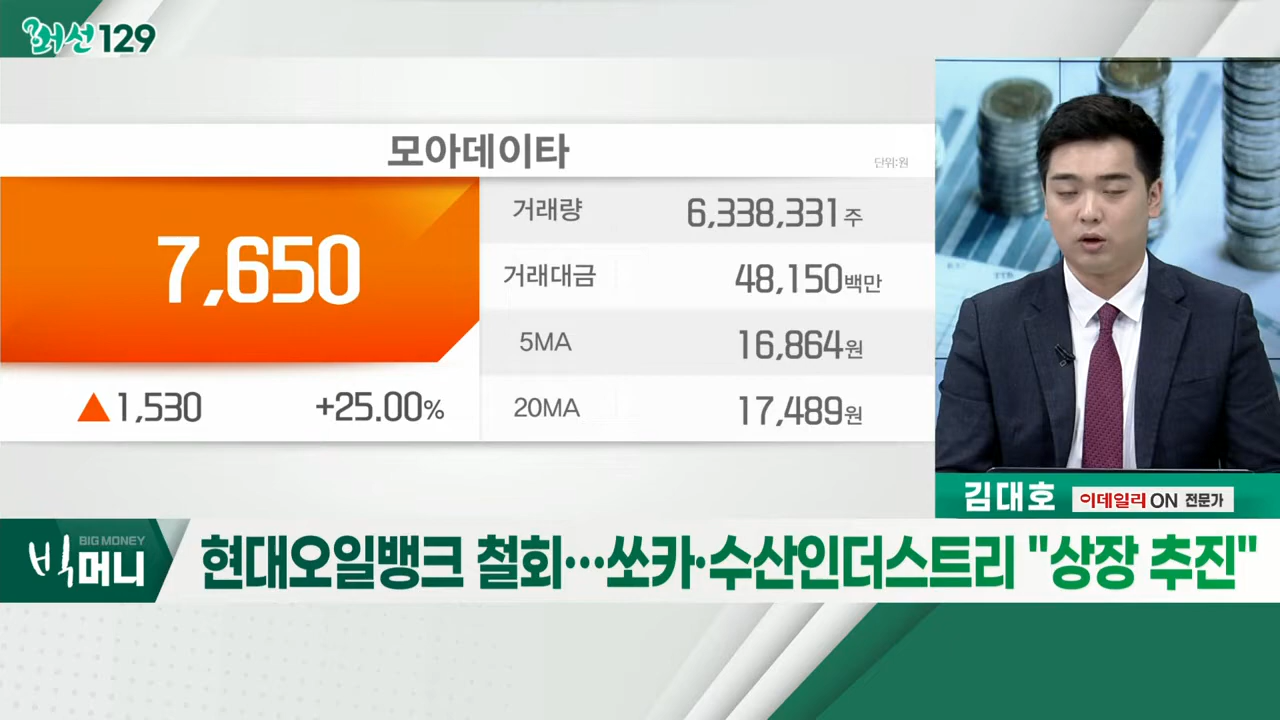 최선129
모아데이타
단위:원
7,650
▲1,530 +25.00%
거래량 6,338,331주
거래대금 48,150백만
5MA 16,864원
20MA 17,489원
김대호 이데일리ON 전문가
BIG MONEY
빅머니
현대오일뱅크 철회…쏘카·수산인더스트리 "상장 추진"